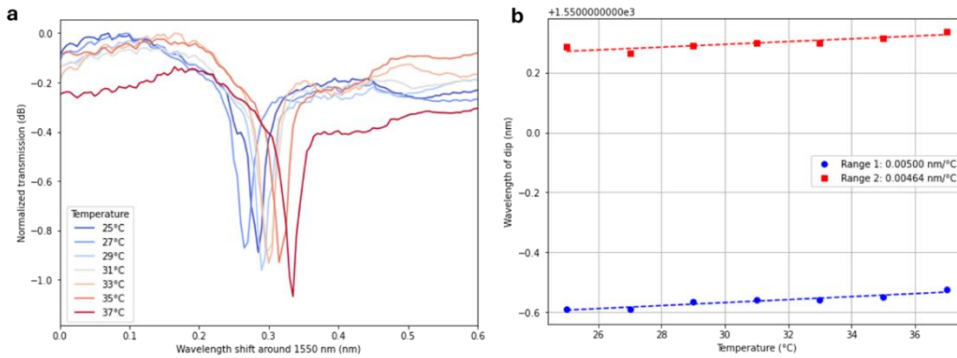 a
0.0
−0.2
−0.4
−0.6
−0.8
−1.0
Normalized transmission (dB)
Temperature
25°C
27°C
29°C
31°C
33°C
35°C
37°C
0.0 0.1 0.2 0.3 0.4 0.5 0.6
Wavelength shift around 1550 nm (nm)
b
+1.5500000000e3
0.2
0.0
−0.2
−0.4
−0.6
Wavelength of dip (nm)
Range 1: 0.00500 nm/°C
Range 2: 0.00464 nm/°C
26 28 30 32 34 36
Temperature (°C)